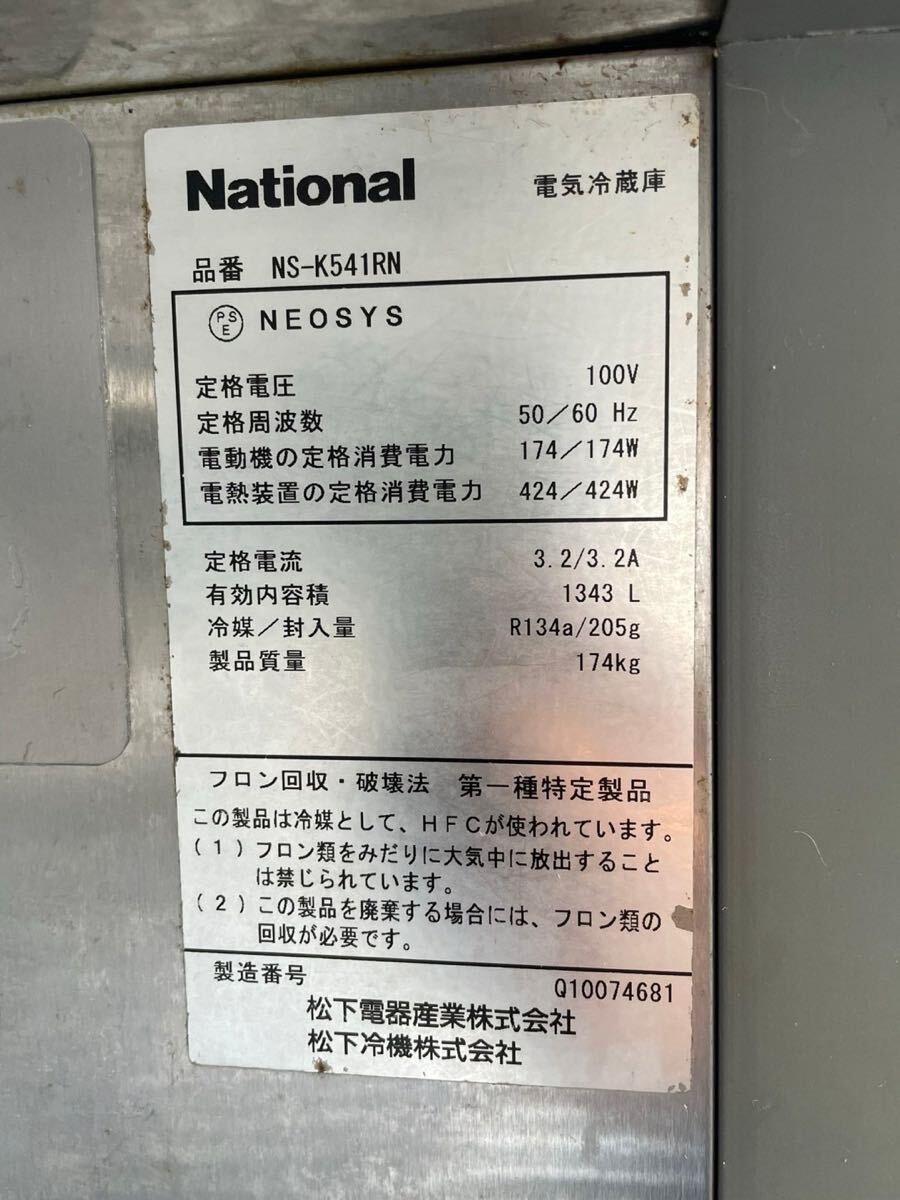 National 電気冷蔵庫
品番 NS-K541RN
PSE NEOSYS
定格電圧 100V
定格周波数 50/60 Hz
電動機の定格消費電力 174/174W
電熱装置の定格消費電力 424/424W
定格電流 3.2/3.2A
有効内容積 1343 L
冷媒/封入量 R134a/205g
製品質量 174kg
フロン回収・破壊法 第一種特定製品
この製品は冷媒として、HFCが使われています。
(1)フロン類をみだりに大気中に放出すること
は禁じられています。
(2)この製品を廃棄する場合には、フロン類の
回収が必要です。
製造番号 Q10074681
松下電器産業株式会社
松下冷機株式会社